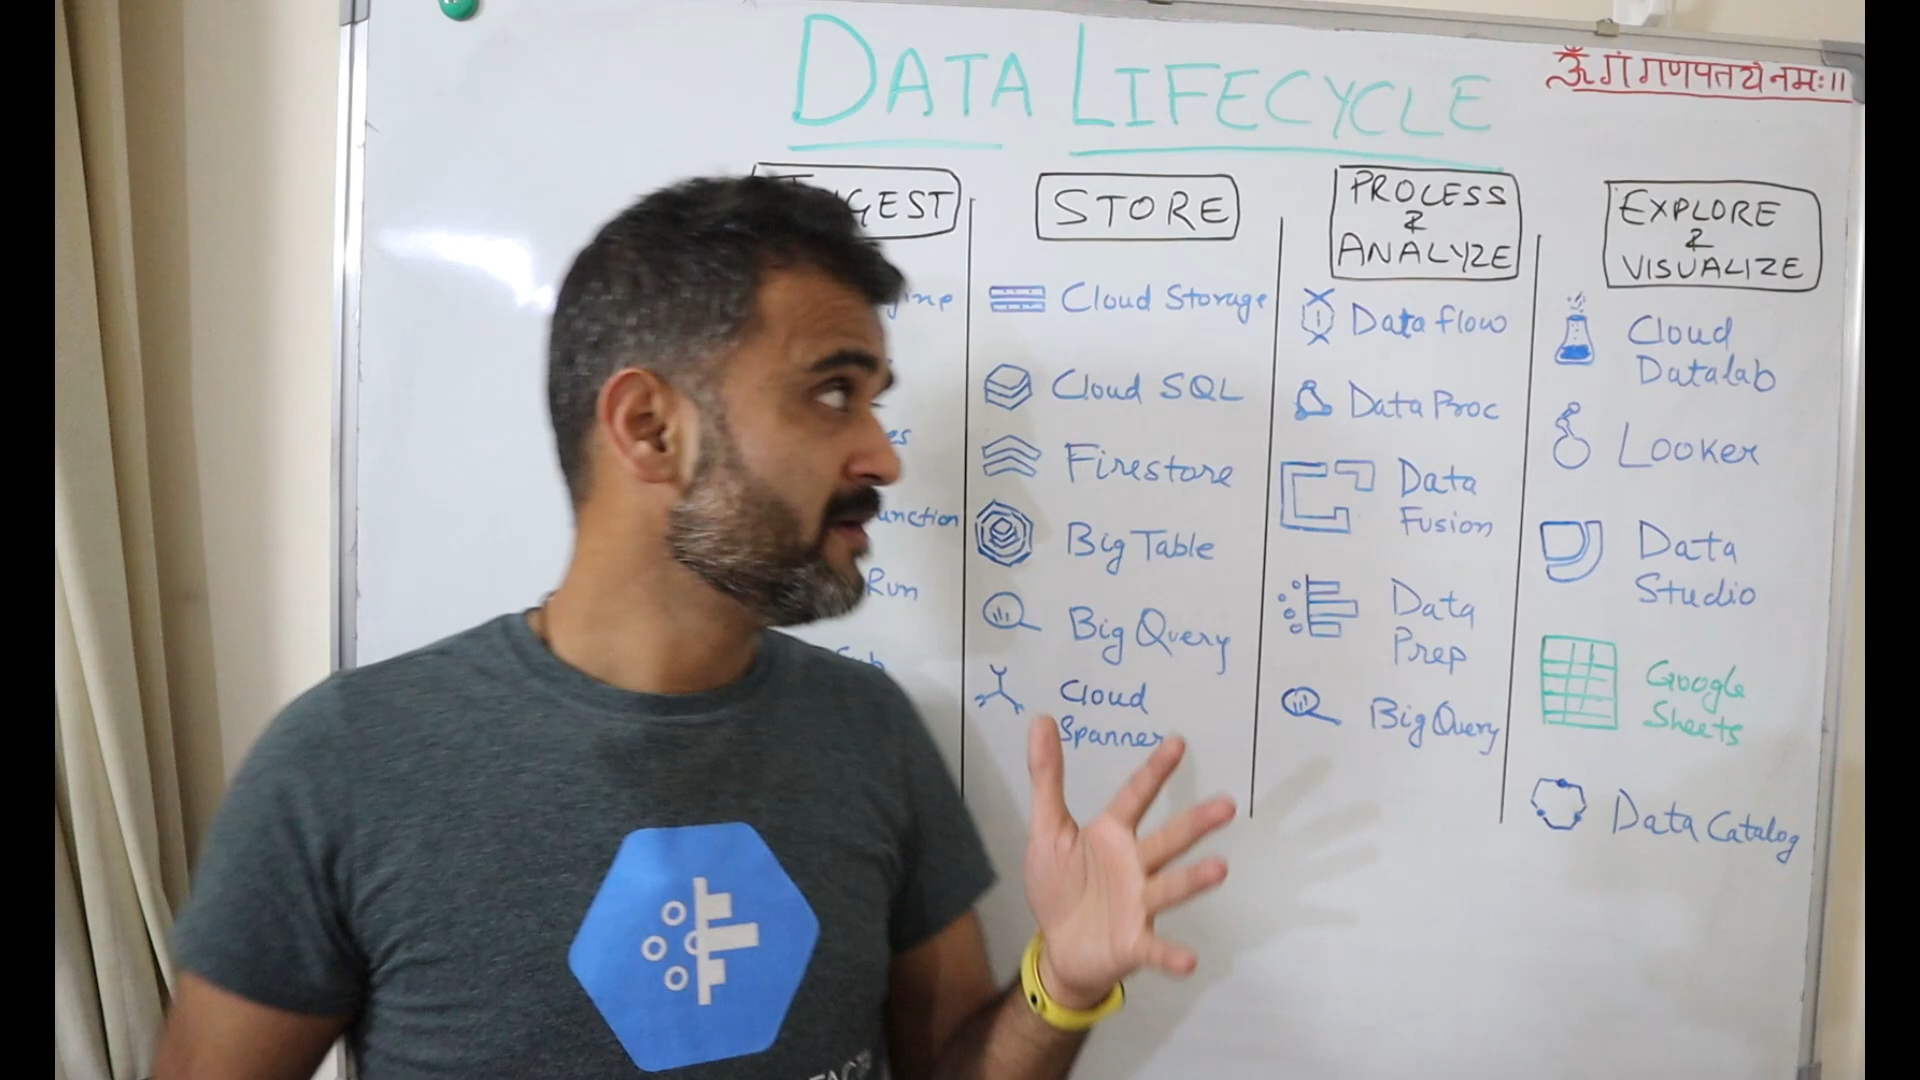 DATA LIFECYCLE
ॐ गं गणपतये नमः॥
STORE
PROCESS
&
ANALYZE
EXPLORE
&
VISUALIZE
Cloud Storage
Cloud SQL
Firestore
Big Table
Big Query
Cloud
Spanner
Run
Data flow
Data Proc
Data
Fusion
Data
Prep
Big Query
Cloud
Datalab
Looker
Data
Studio
Google
Sheets
Data Catalog